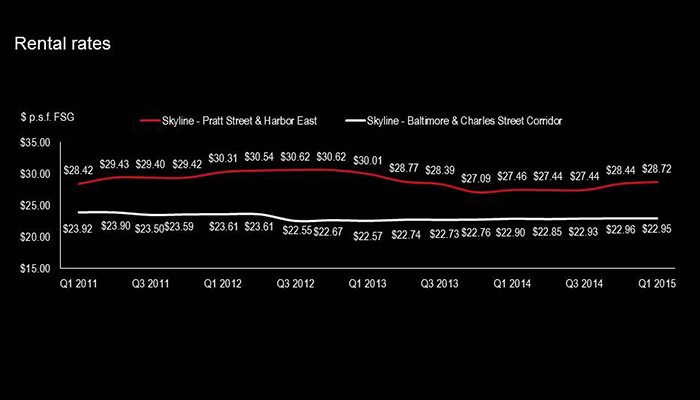 Rental rates
$ p.s.f. FSG
Skyline - Pratt Street & Harbor East
Skyline - Baltimore & Charles Street Corridor
$35.00
$30.00
$25.00
$20.00
$15.00
$28.42 $29.43 $29.40 $29.42 $30.31 $30.54 $30.62 $30.62 $30.01 $28.77 $28.39 $27.09 $27.46 $27.44 $27.44 $28.44 $28.72
$23.92 $23.90 $23.50 $23.59 $23.61 $23.61 $22.55 $22.67 $22.57 $22.74 $22.73 $22.76 $22.90 $22.85 $22.93 $22.96 $22.95
Q1 2011 Q3 2011 Q1 2012 Q3 2012 Q1 2013 Q3 2013 Q1 2014 Q3 2014 Q1 2015